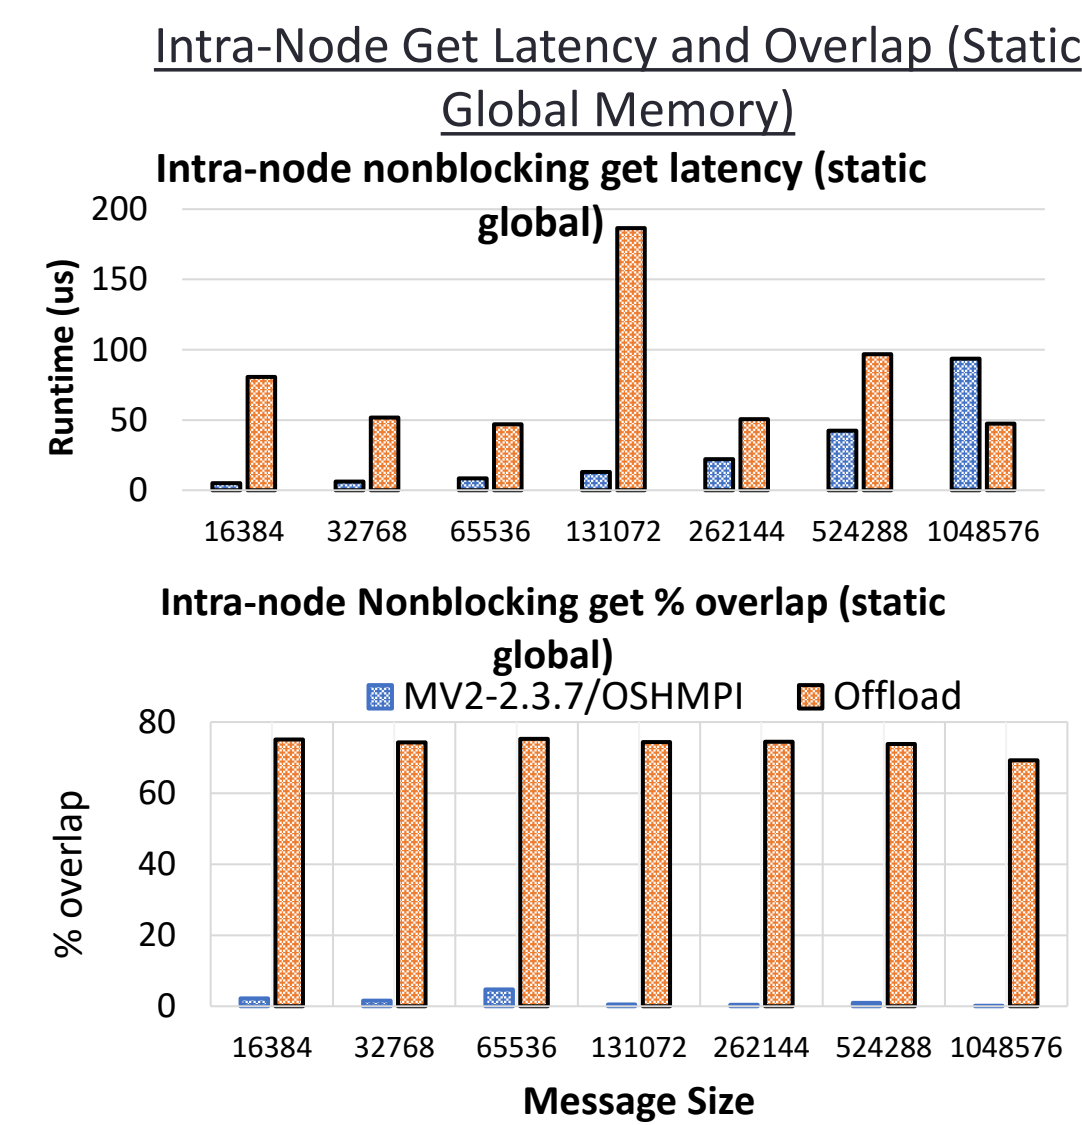 Intra-Node Get Latency and Overlap (Static
Global Memory)
Intra-node nonblocking get latency (static
global)
200
150
100
50
0
Runtime (us)
16384 32768 65536 131072 262144 524288 1048576
Intra-node Nonblocking get % overlap (static
global)
MV2-2.3.7/OSHMPI Offload
80
60
40
20
0
% overlap
16384 32768 65536 131072 262144 524288 1048576
Message Size